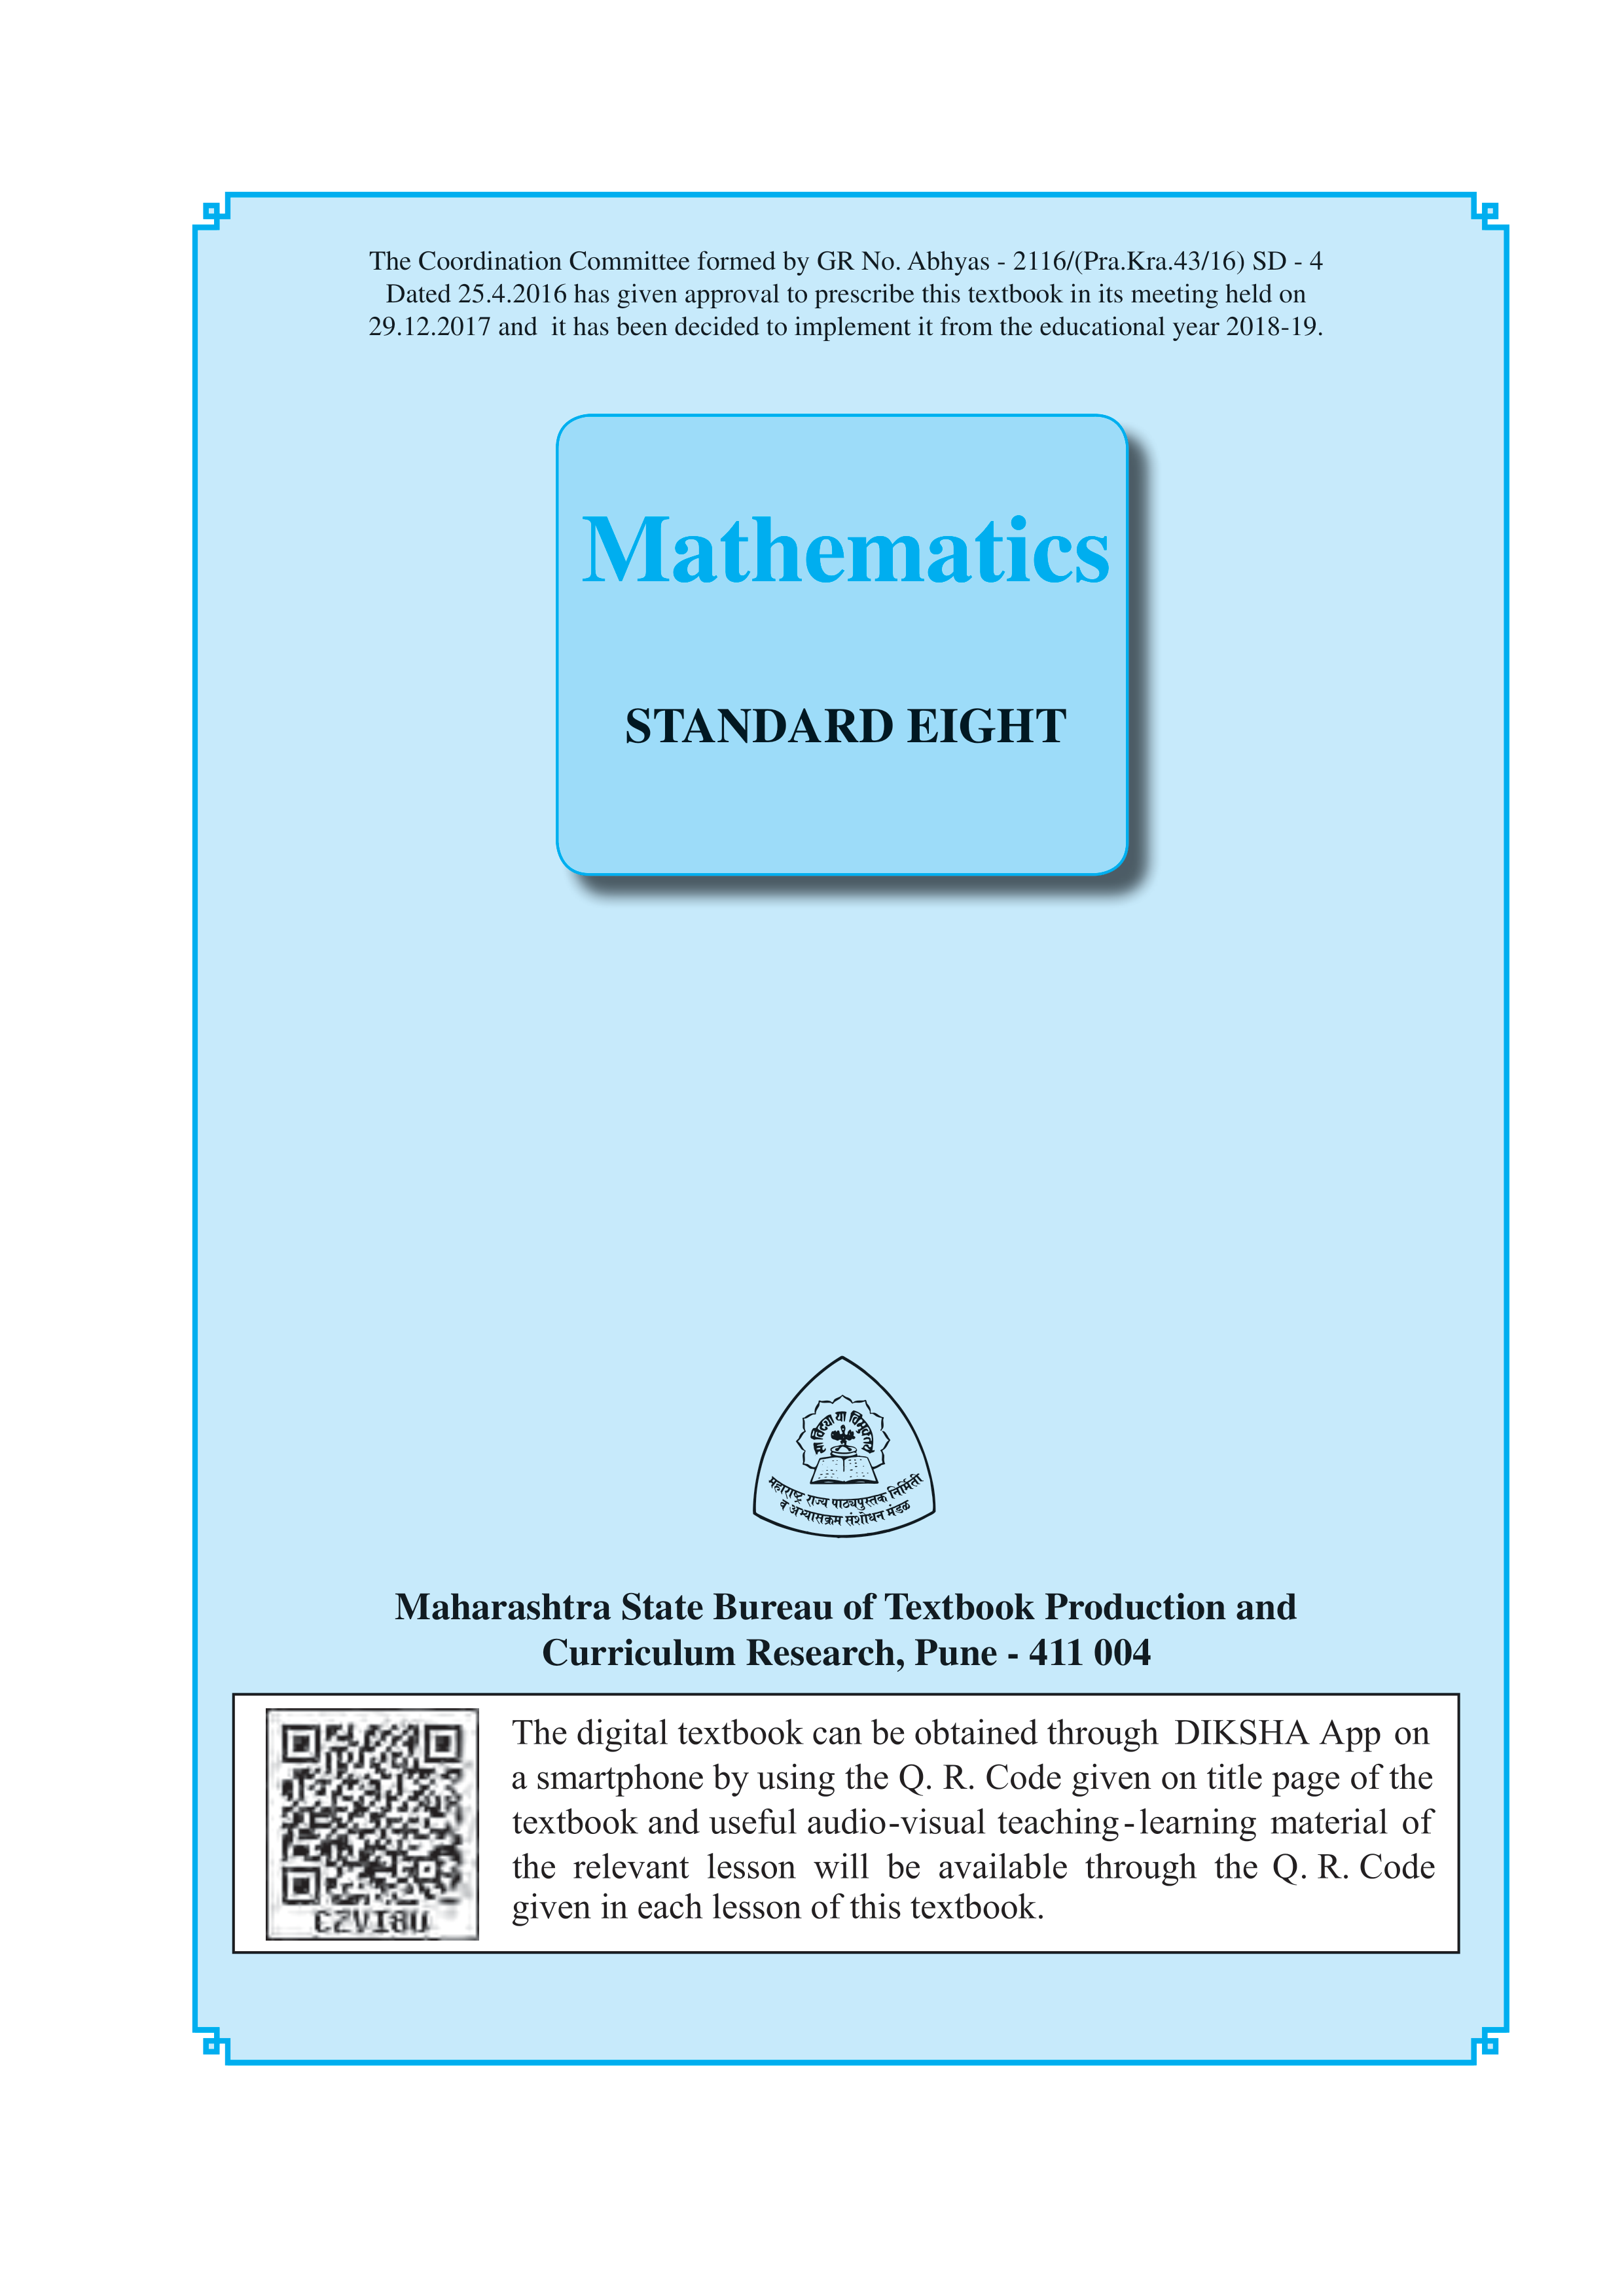 The Coordination Committee formed by GR No. Abhyas - 2116/(Pra.Kra.43/16) SD - 4
Dated 25.4.2016 has given approval to prescribe this textbook in its meeting held on
29.12.2017 and it has been decided to implement it from the educational year 2018-19.
Mathematics
STANDARD EIGHT
सा विद्या या विमुक्तये
महाराष्ट्र राज्य पाठ्यपुस्तक निर्मिती
व अभ्यासक्रम संशोधन मंडळ
Maharashtra State Bureau of Textbook Production and
Curriculum Research, Pune - 411 004
The digital textbook can be obtained through DIKSHA App on
a smartphone by using the Q. R. Code given on title page of the
textbook and useful audio-visual teaching-learning material of
the relevant lesson will be available through the Q. R. Code
given in each lesson of this textbook.
CZVI8U